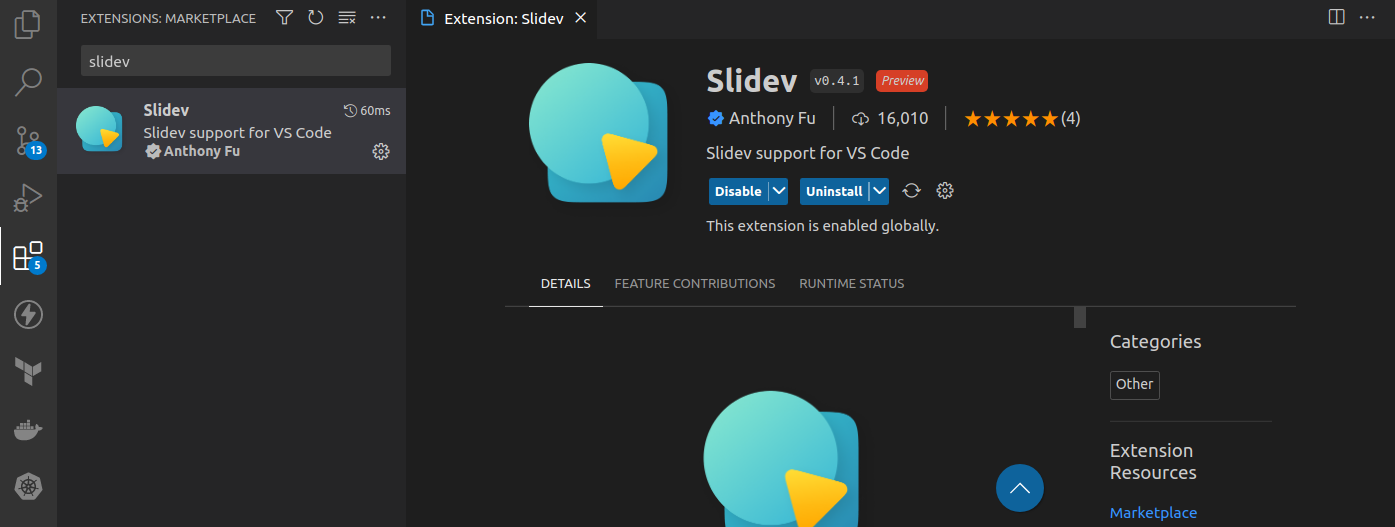 EXTENSIONS: MARKETPLACE
slidev
Slidev
60ms
Slidev support for VS Code
Anthony Fu
13
5
Extension: Slidev
Slidev v0.4.1 Preview
Anthony Fu 16,010 (4)
Slidev support for VS Code
Disable Uninstall
This extension is enabled globally.
DETAILS FEATURE CONTRIBUTIONS RUNTIME STATUS
Categories
Other
Extension
Resources
Marketplace